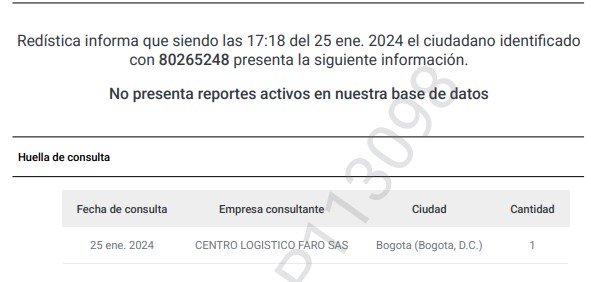 Redística informa que siendo las 17:18 del 25 ene. 2024 el ciudadano identificado
con 80265248 presenta la siguiente información.
No presenta reportes activos en nuestra base de datos
Huella de consulta
Fecha de consulta Empresa consultante Ciudad Cantidad
25 ene. 2024 CENTRO LOGISTICO FARO SAS Bogota (Bogota, D.C.) 1
P113098